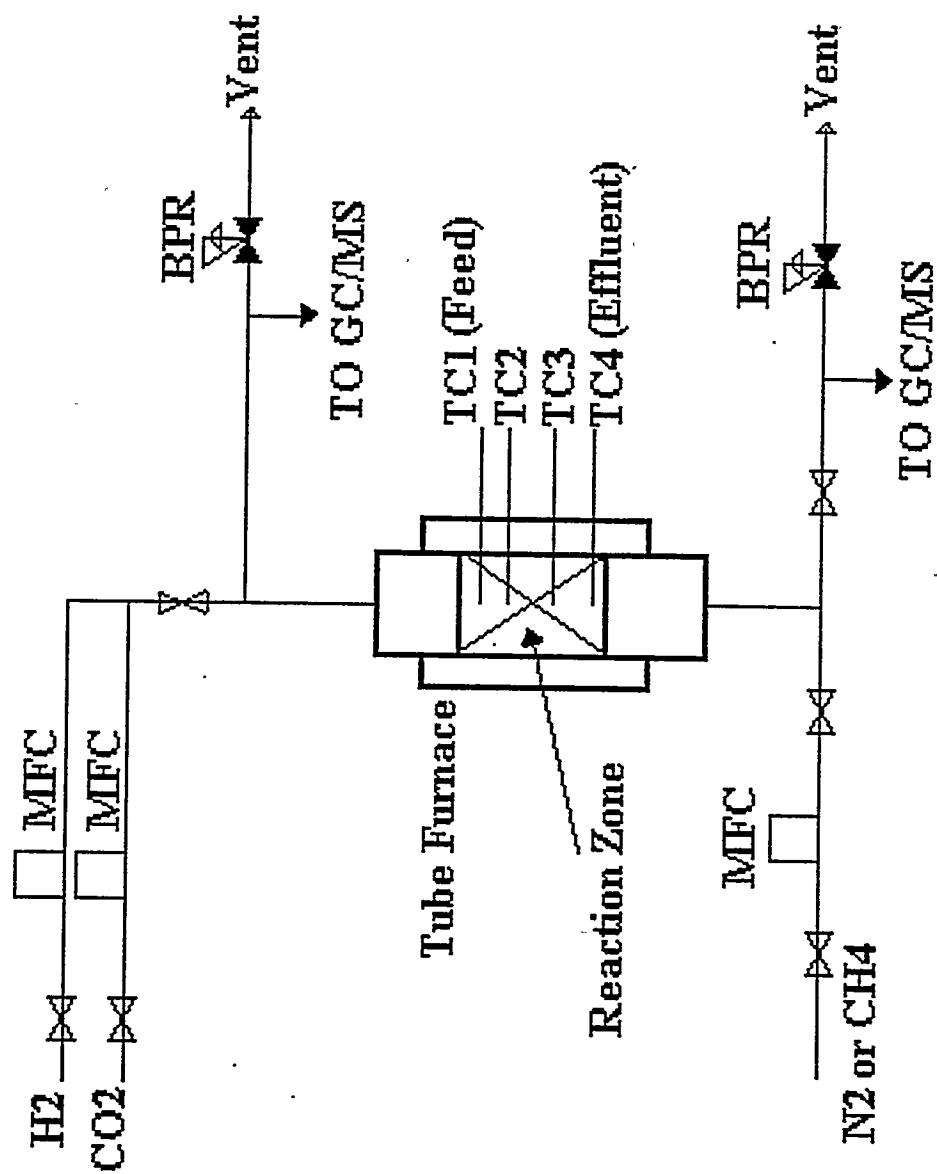 H2
MFC
CO2
MFC
BPR
Vent
TO GC/MS
Tube Furnace
TC1 (Feed)
TC2
TC3
TC4 (Effluent)
Reaction Zone
MFC
N2 or CH4
BPR
Vent
TO GC/MS